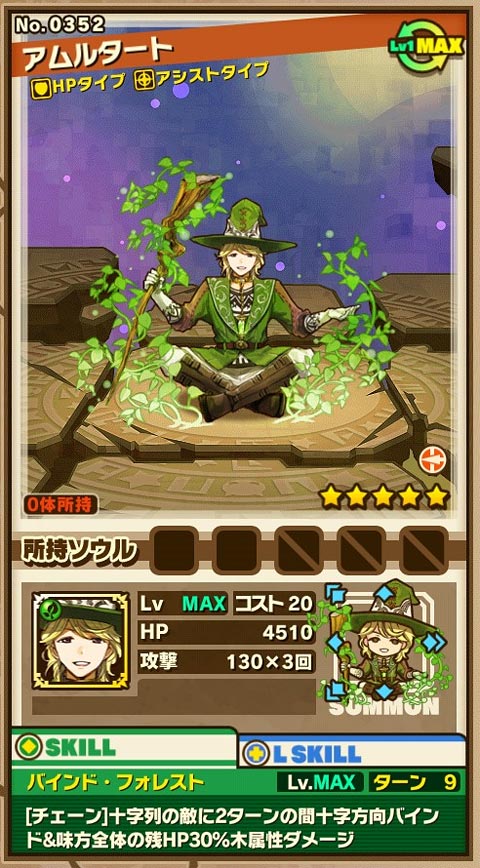 No.0352
アムルタート
Lv1 MAX
HPタイプ アシストタイプ
0体所持
所持ソウル
Lv MAX コスト 20
HP 4510
攻撃 130×3回
SUMMON
SKILL
L SKILL
バインド・フォレスト Lv.MAX ターン 9
[チェーン]十字列の敵に2ターンの間十字方向バイン
ド&味方全体の残HP30%木属性ダメージ